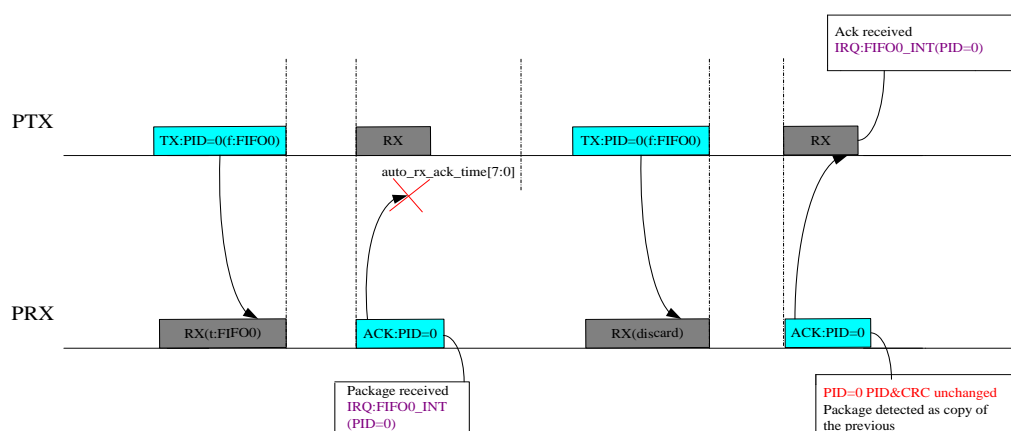 Ack received
IRQ:FIFO0_INT(PID=0)
PTX
TX:PID=0(f:FIFO0)
RX
TX:PID=0(f:FIFO0)
RX
auto_rx_ack_time[7:0]
PRX
RX(t:FIFO0)
ACK:PID=0
RX(discard)
ACK:PID=0
Package received
IRQ:FIFO0_INT
(PID=0)
PID=0 PID&CRC unchanged
Package detected as copy of
the previous